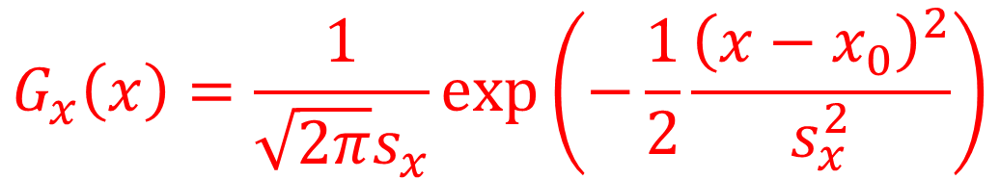 G_x(x) = \frac{1}{\sqrt{2\pi}s_x} \exp\left(-\frac{1}{2}\frac{(x - x_0)^2}{s_x^2}\right)